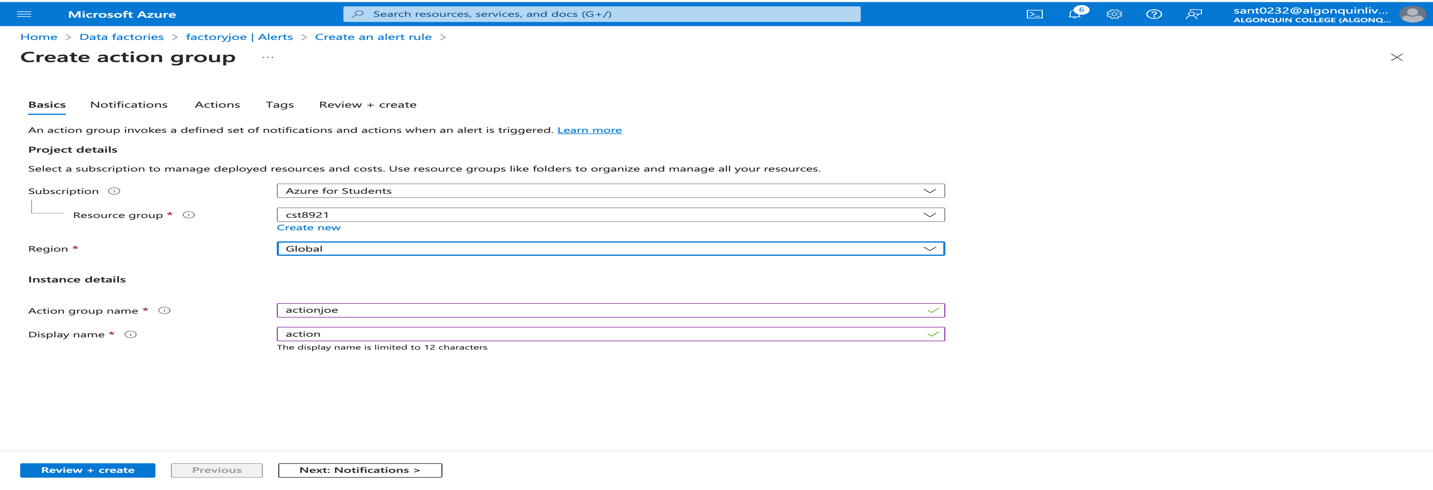 Microsoft Azure
Search resources, services, and docs (G+/)
6
sant0232@algonquinliv...
ALGONQUIN COLLEGE (ALGONQ...
Home > Data factories > factoryjoe | Alerts > Create an alert rule >
Create action group ...
Basics Notifications Actions Tags Review + create
An action group invokes a defined set of notifications and actions when an alert is triggered. Learn more
Project details
Select a subscription to manage deployed resources and costs. Use resource groups like folders to organize and manage all your resources.
Subscription Azure for Students
Resource group * cst8921
Create new
Region * Global
Instance details
Action group name * actionjoe
Display name * action
The display name is limited to 12 characters
Review + create Previous Next: Notifications >